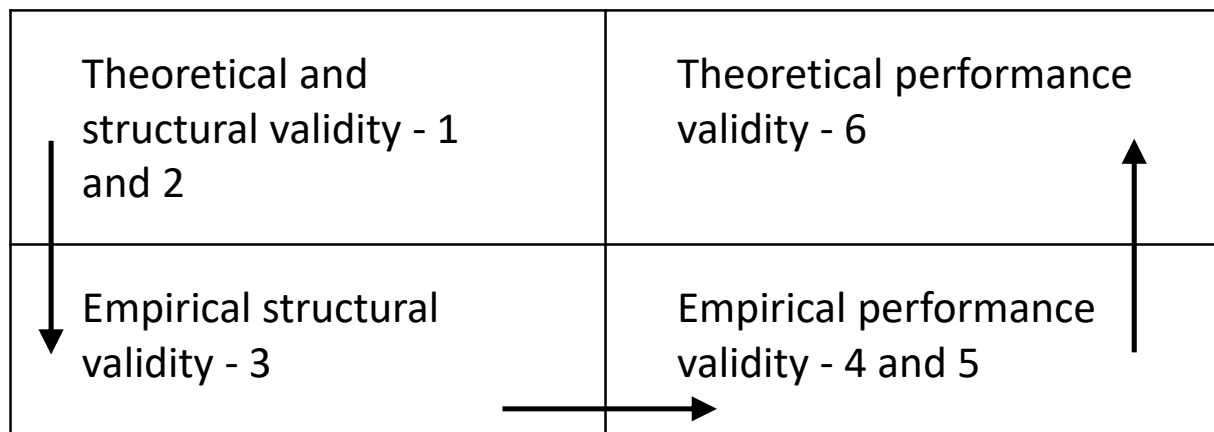 Theoretical and
structural validity - 1
and 2
Theoretical performance
validity - 6
Empirical structural
validity - 3
Empirical performance
validity - 4 and 5